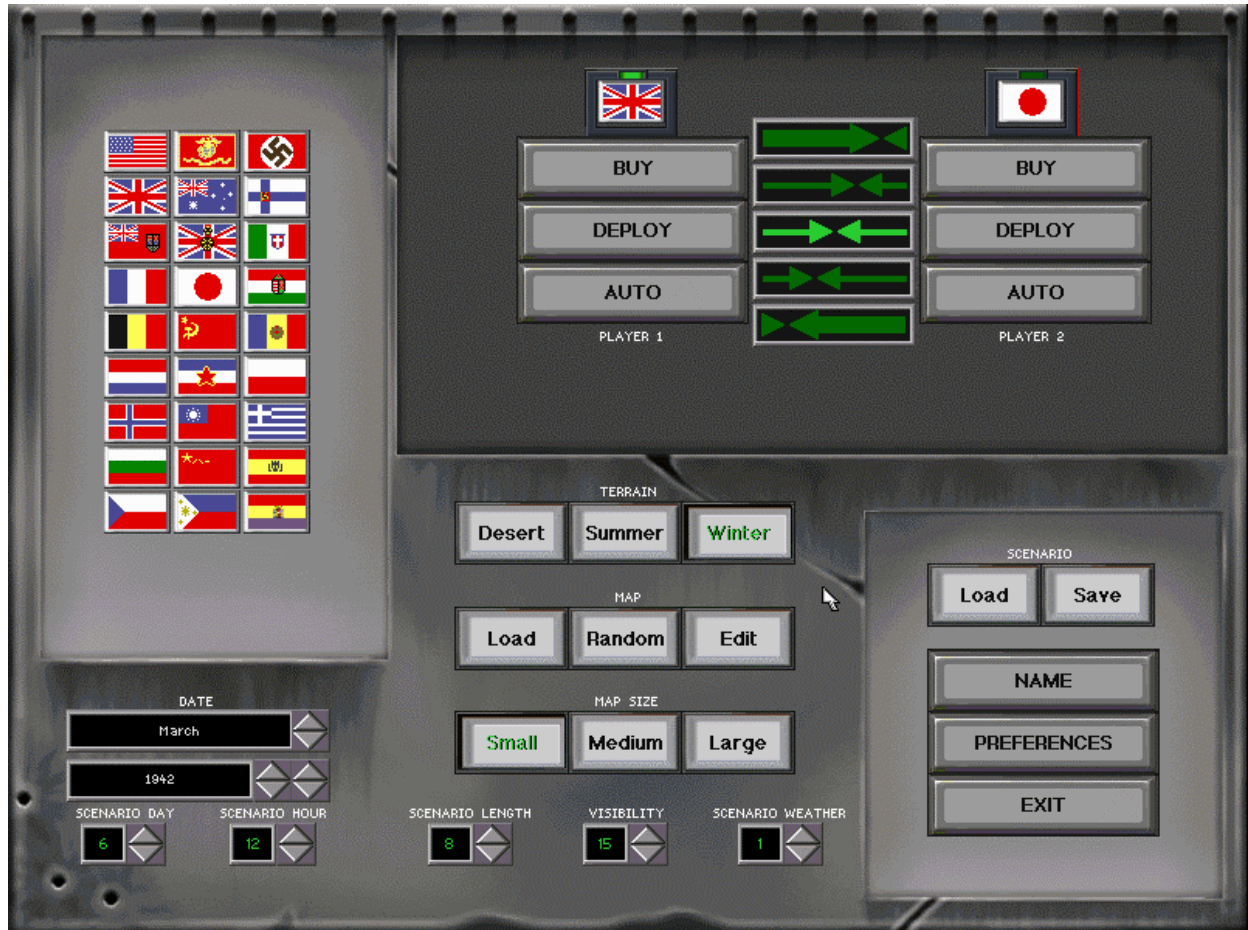 BUY
BUY
DEPLOY
DEPLOY
AUTO
AUTO
PLAYER 1
PLAYER 2
TERRAIN
Desert
Summer
Winter
MAP
Load
Random
Edit
MAP SIZE
Small
Medium
Large
SCENARIO
Load
Save
NAME
PREFERENCES
EXIT
DATE
March
1942
SCENARIO DAY
6
SCENARIO HOUR
12
SCENARIO LENGTH
8
VISIBILITY
15
SCENARIO WEATHER
1